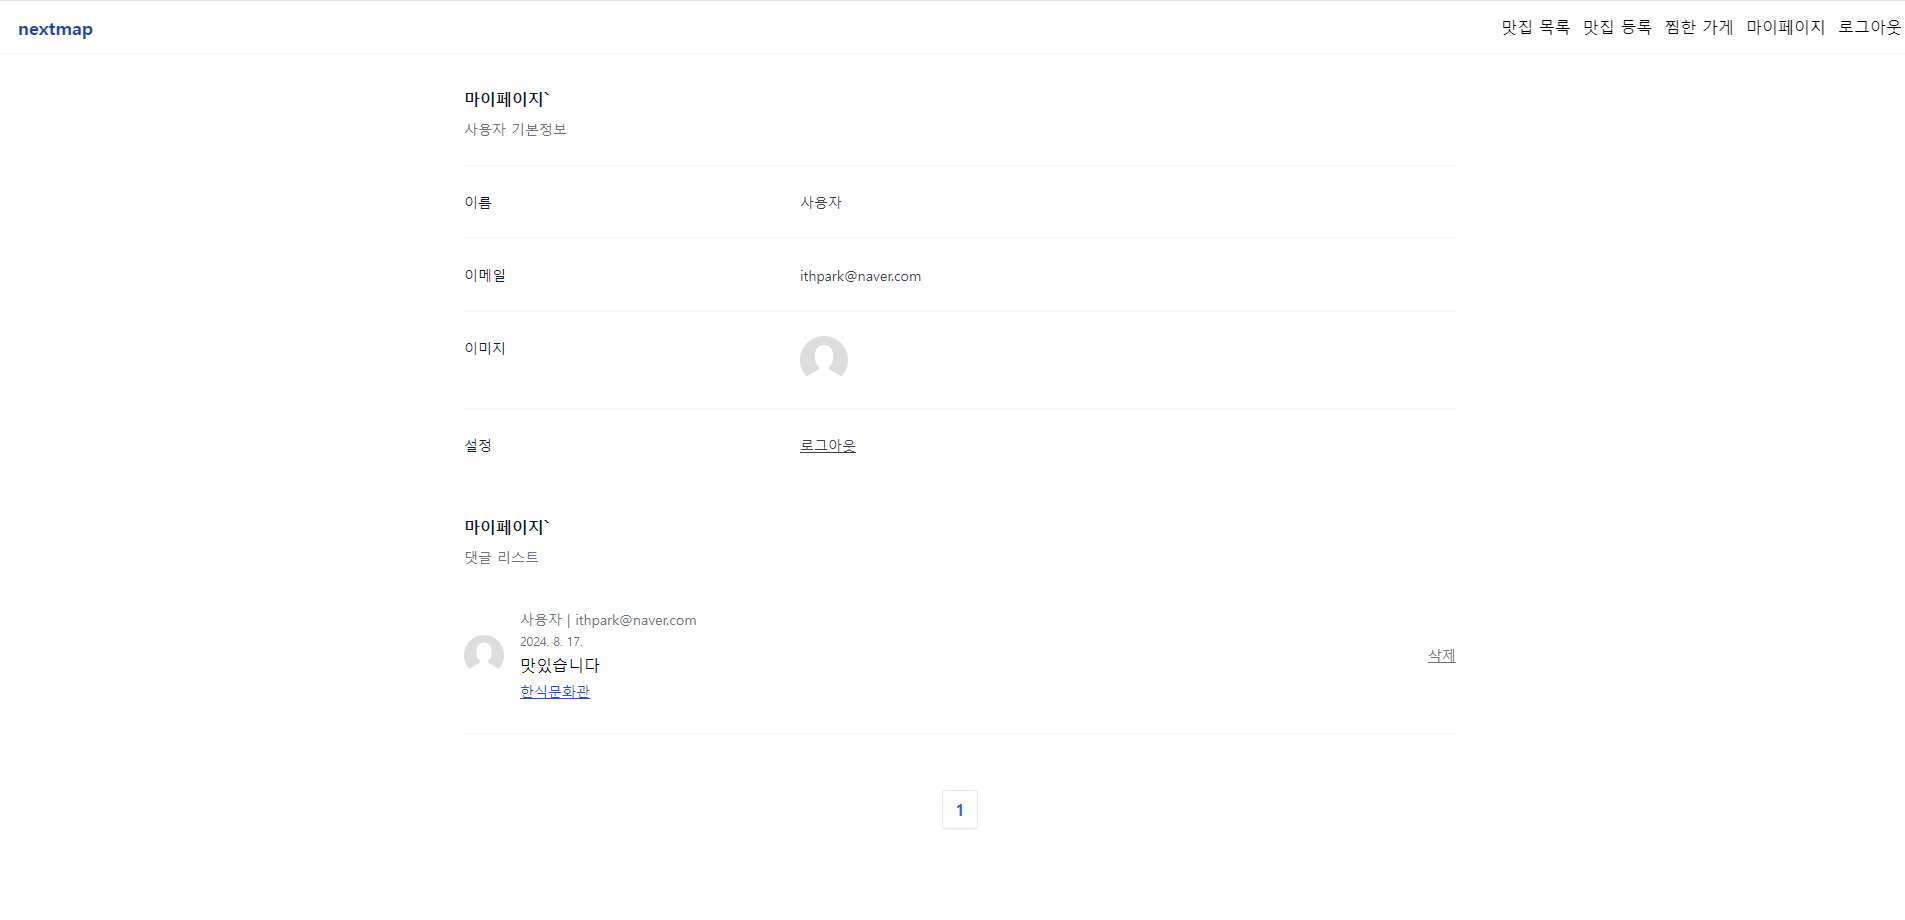 nextmap
맛집 목록 맛집 등록 찜한 가게 마이페이지 로그아웃
마이페이지`
사용자 기본정보
이름 사용자
이메일 ithpark@naver.com
이미지
설정 로그아웃
마이페이지`
댓글 리스트
사용자 | ithpark@naver.com
2024. 8. 17.
맛있습니다
삭제
한식문화관
1